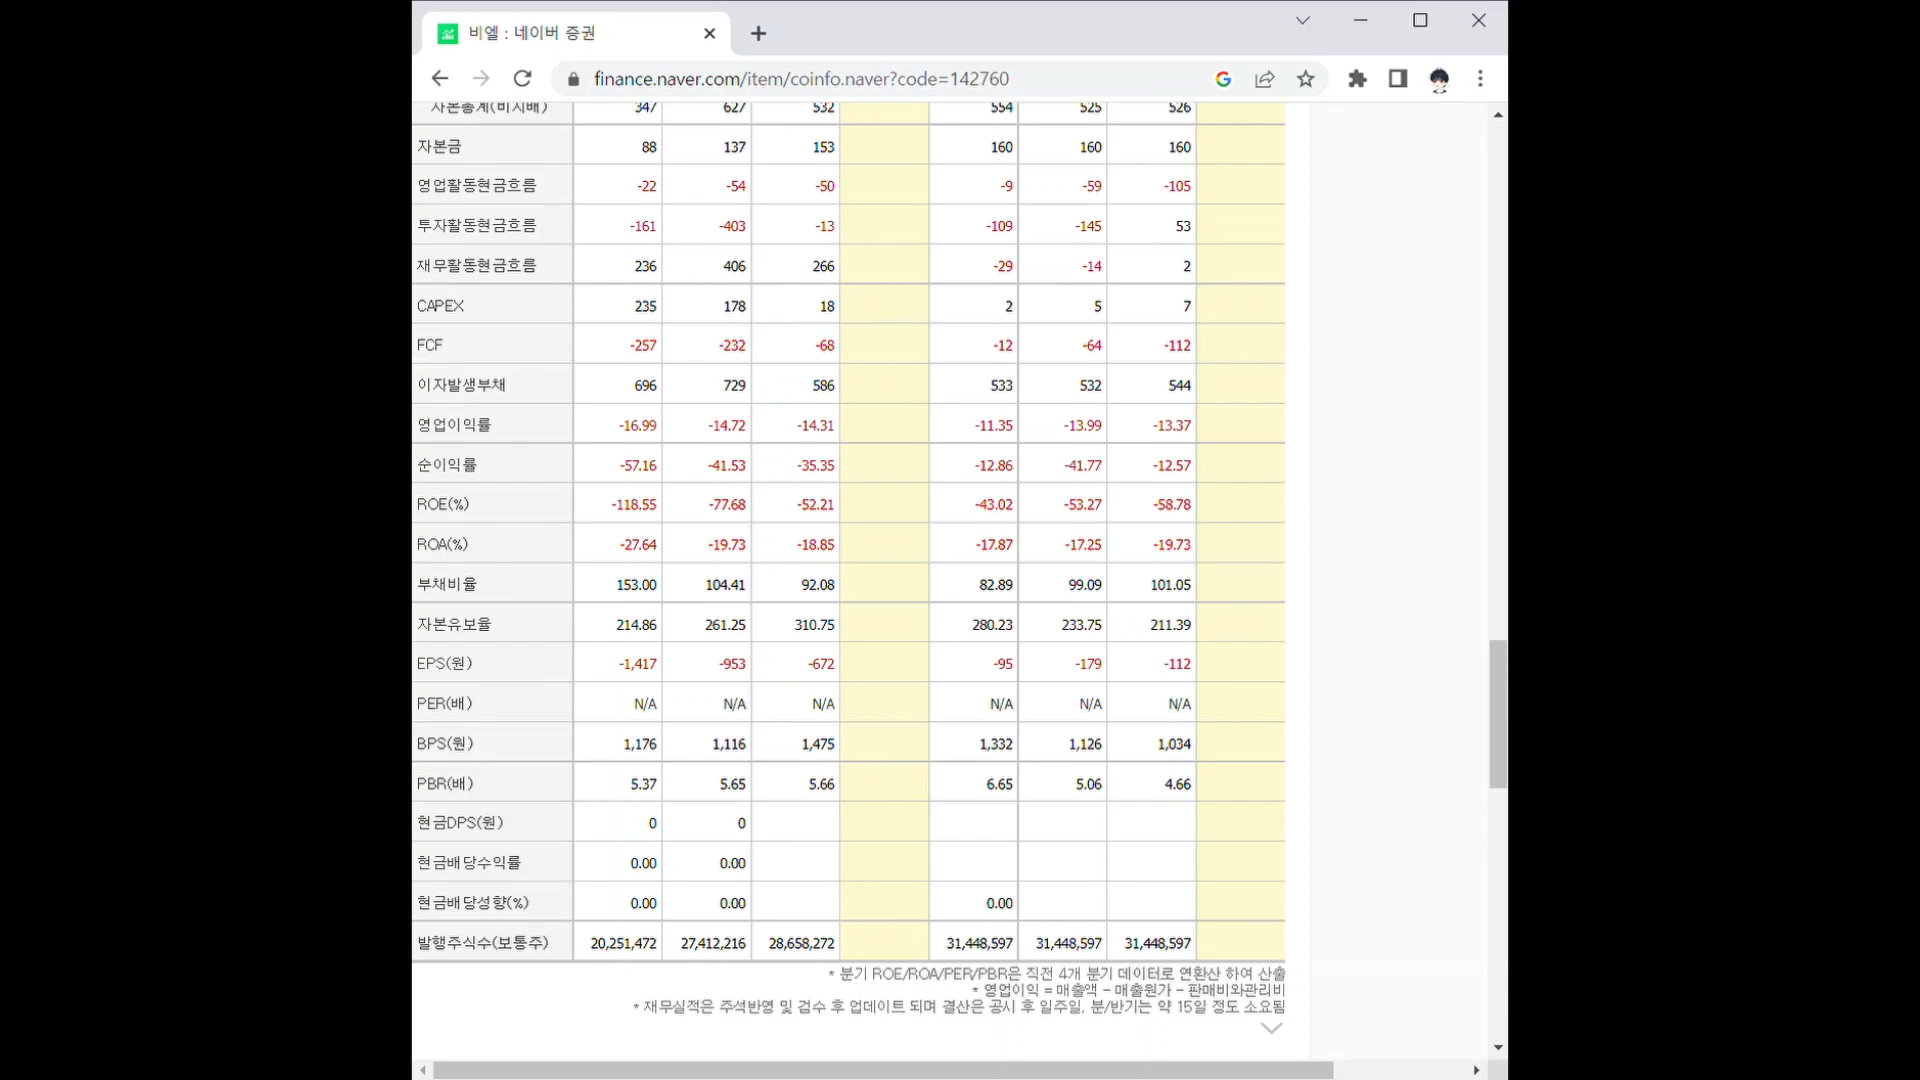 비엘 : 네이버 증권
finance.naver.com/item/coinfo.naver?code=142760
자본총계(비지배) 347 627 532 554 525 526
자본금 88 137 153 160 160 160
영업활동현금흐름 -22 -54 -50 -9 -59 -105
투자활동현금흐름 -161 -403 -13 -109 -145 53
재무활동현금흐름 236 406 266 -29 -14 2
CAPEX 235 178 18 2 5 7
FCF -257 -232 -68 -12 -64 -112
이자발생부채 696 729 586 533 532 544
영업이익률 -16.99 -14.72 -14.31 -11.35 -13.99 -13.37
순이익률 -57.16 -41.53 -35.35 -12.86 -41.77 -12.57
ROE(%) -118.55 -77.68 -52.21 -43.02 -53.27 -58.78
ROA(%) -27.64 -19.73 -18.85 -17.87 -17.25 -19.73
부채비율 153.00 104.41 92.08 82.89 99.09 101.05
자본유보율 214.86 261.25 310.75 280.23 233.75 211.39
EPS(원) -1,417 -953 -672 -95 -179 -112
PER(배) N/A N/A N/A N/A N/A N/A
BPS(원) 1,176 1,116 1,475 1,332 1,126 1,034
PBR(배) 5.37 5.65 5.66 6.65 5.06 4.66
현금DPS(원) 0 0
현금배당수익률 0.00 0.00
현금배당성향(%) 0.00 0.00 0.00
발행주식수(보통주) 20,251,472 27,412,216 28,658,272 31,448,597 31,448,597 31,448,597
* 분기 ROE/ROA/PER/PBR은 직전 4개 분기 데이터로 연환산 하여 산출
* 영업이익 = 매출액 - 매출원가 - 판매비와관리비
* 재무실적은 주석반영 및 검수 후 업데이트 되며 결산은 공시 후 일주일, 분/반기는 약 15일 정도 소요됨